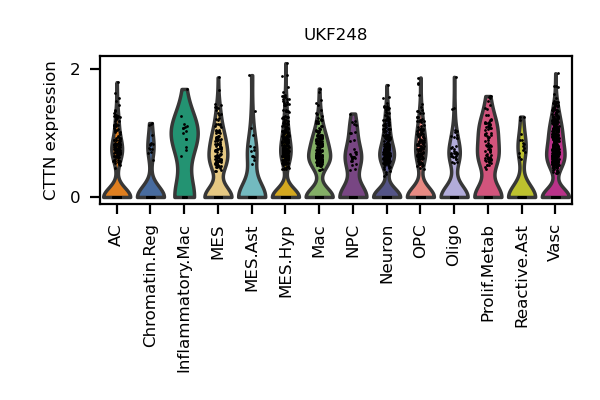 UKF248
CTTN expression
2
0
AC
Chromatin.Reg
Inflammatory.Mac
MES
MES.Ast
MES.Hyp
Mac
NPC
Neuron
OPC
Oligo
Prolif.Metab
Reactive.Ast
Vasc